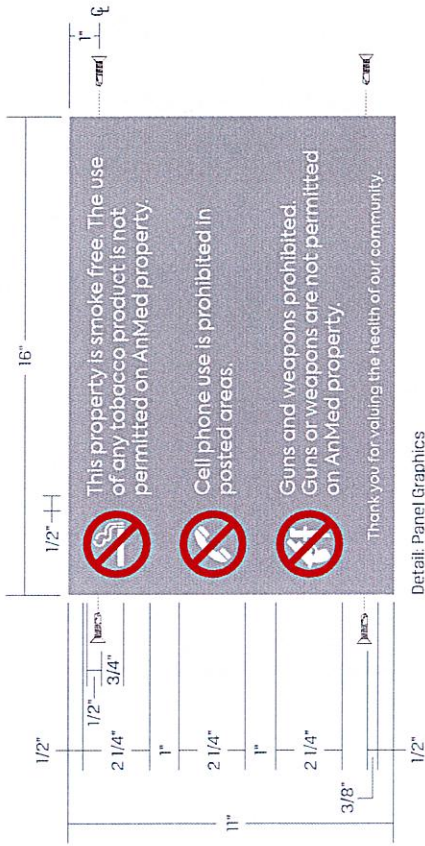 16"
1/2"
1"
℄
This property is smoke free. The use
of any tobacco product is not
permitted on AnMed property.
Cell phone use is prohibited in
posted areas.
Guns and weapons prohibited.
Guns or weapons are not permitted
on AnMed property.
Thank you for valuing the health of our community.
1/2"
1/2"
3/4"
2 1/4"
1"
2 1/4"
1"
2 1/4"
11"
3/8"
1/2"
Detail: Panel Graphics